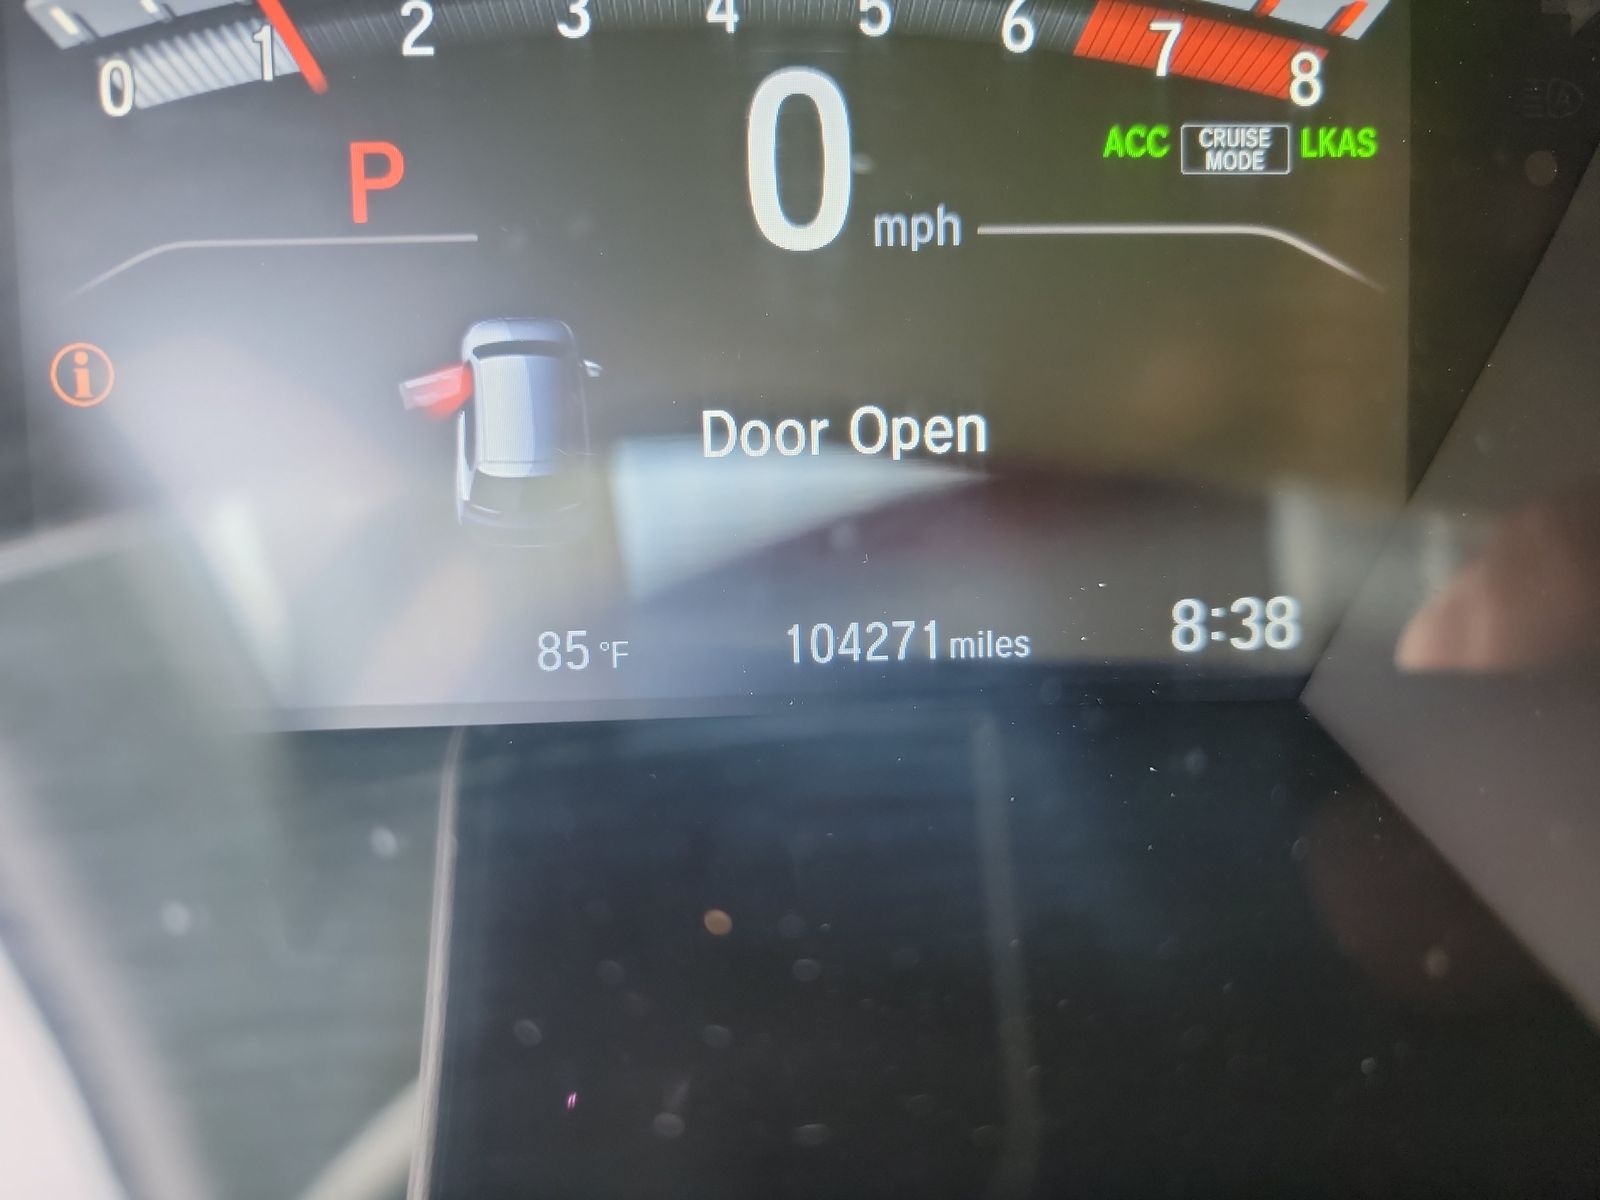 0 1 2 3 4 5 6 7 8
P
0 mph
ACC CRUISE MODE LKAS
i
Door Open
85 °F
104271 miles
8:38